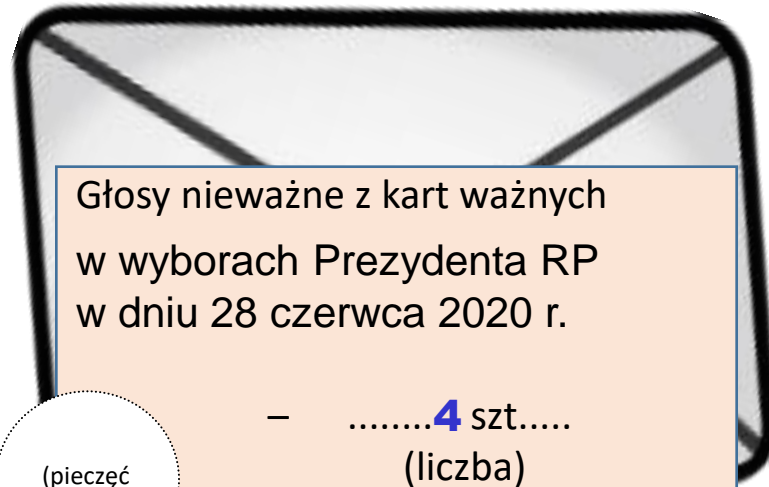 Głosy nieważne z kart ważnych
w wyborach Prezydenta RP
w dniu 28 czerwca 2020 r.
– ........4 szt.....
(liczba)
(pieczęć